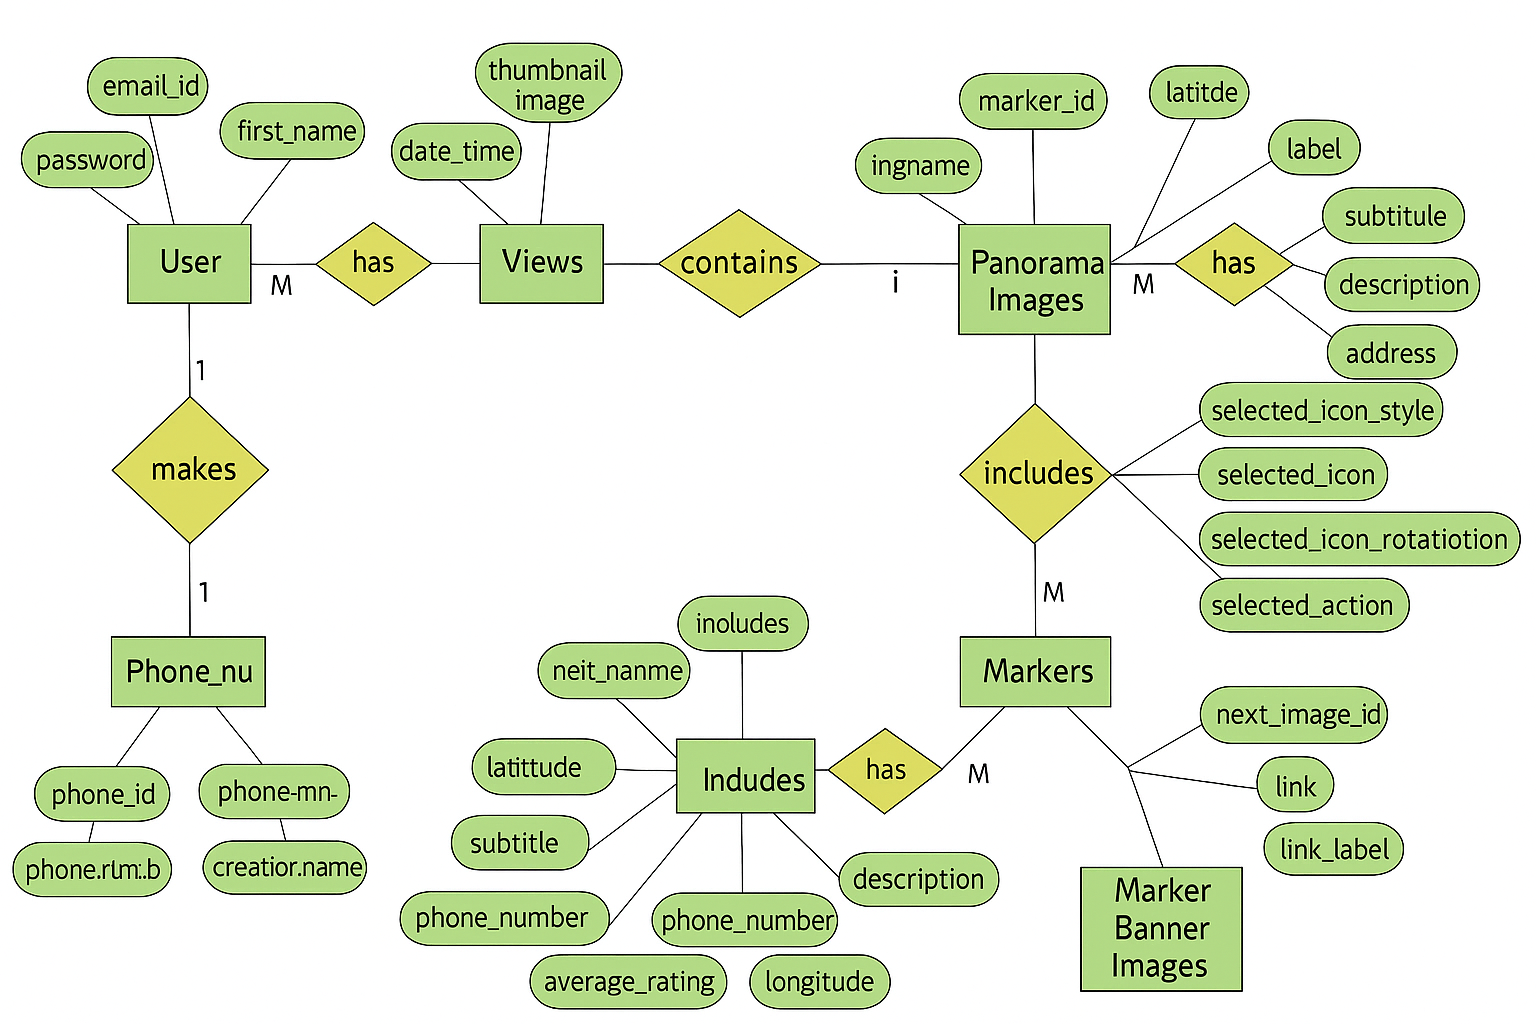 email_id
password
first_name
date_time
thumbnail
image
ingname
marker_id
latitde
label
subtitule
description
address
User
M
has
Views
contains
i
Panorama
Images
M
has
1
makes
1
includes
M
selected_icon_style
selected_icon
selected_icon_rotatiotion
selected_action
Phone_nu
phone_id
phone-mn-
creatior.name
inoludes
neit_nanme
latittude
subtitle
phone_number
phone_number
average_rating
longitude
description
Indudes
has
M
Markers
next_image_id
link
link_label
Marker
Banner
Images